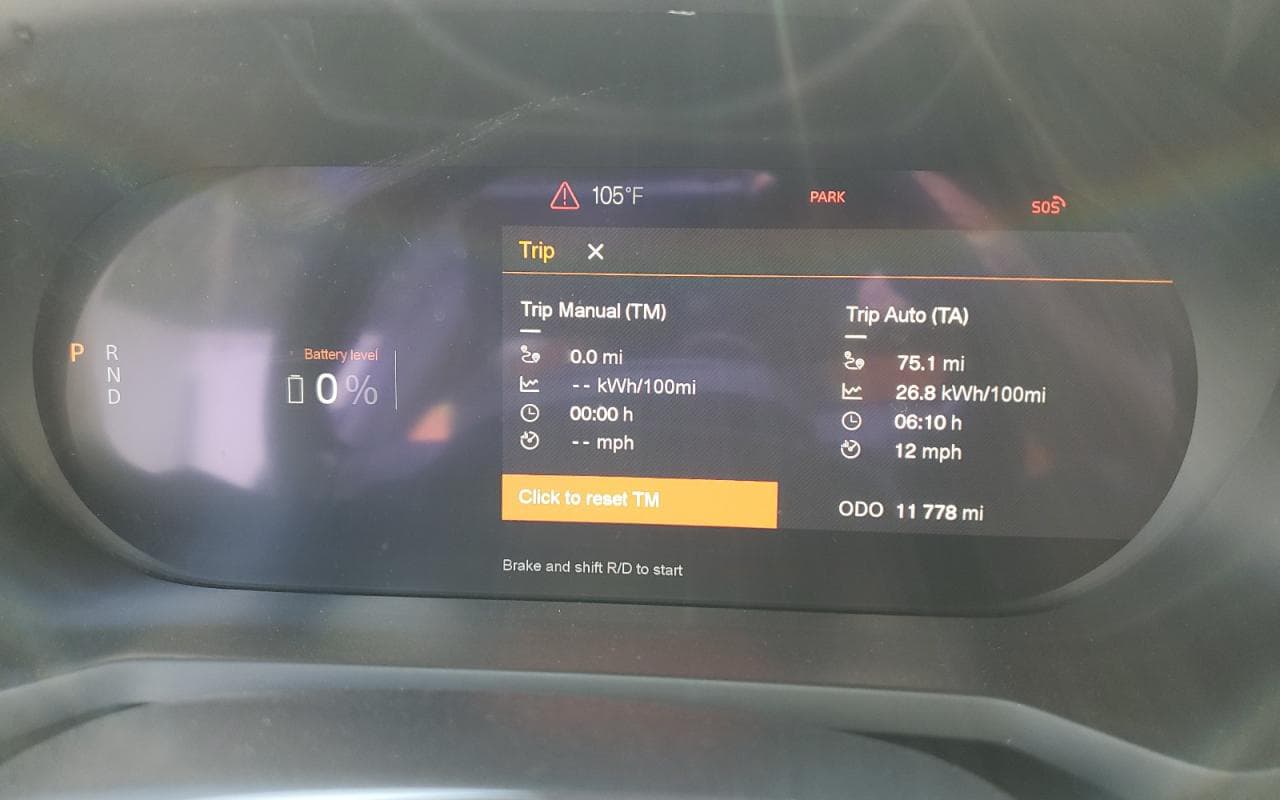 105°F PARK SOS
Trip X
Trip Manual (TM)
0.0 mi
-- kWh/100mi
00:00 h
-- mph
Click to reset TM
Trip Auto (TA)
75.1 mi
26.8 kWh/100mi
06:10 h
12 mph
ODO 11 778 mi
P R
N
D
Battery level
0%
Brake and shift R/D to start